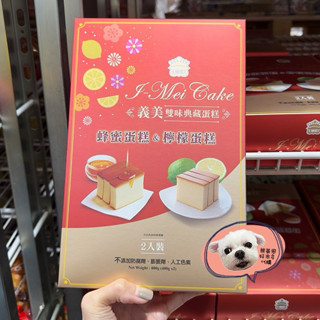 I-Mei Cake
義美雙味典藏蛋糕
蜂蜜蛋糕&檸檬蛋糕
2人裝
不添加防腐劑、膨脹劑、人工色素